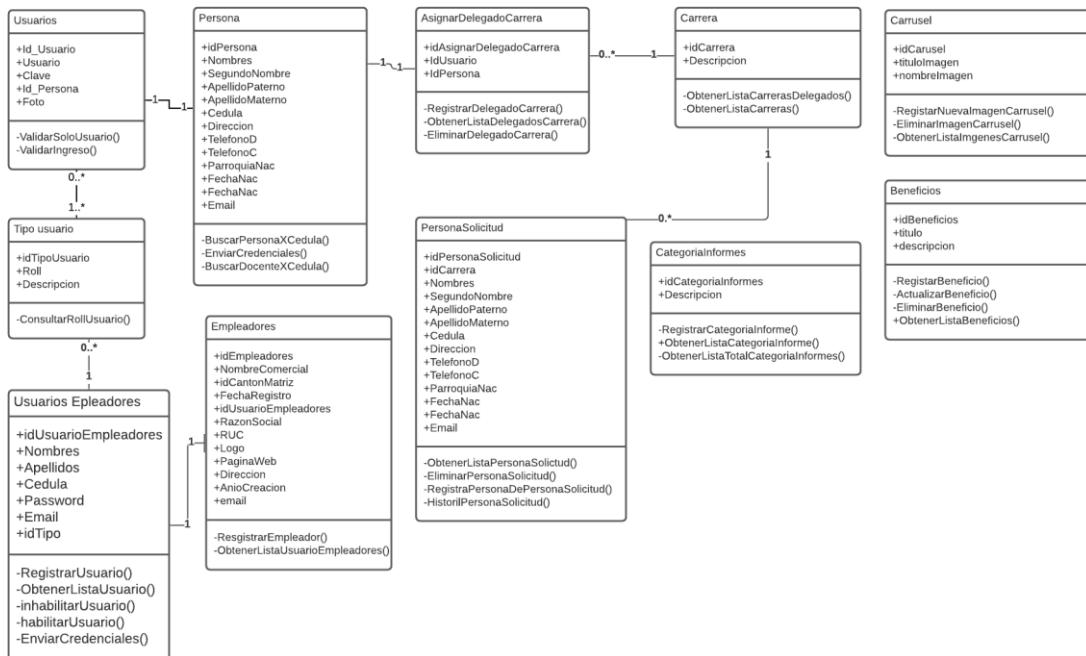 Usuarios
+Id_Usuario
+Usuario
+Clave
+Id_Persona
+Foto
-ValidarSoloUsuario()
-ValidarIngreso()
1
1
0..*
1..*
Tipo usuario
+idTipoUsuario
+Roll
+Descripcion
-ConsultarRollUsuario()
0..*
1
Usuarios Epleadores
+idUsuarioEmpleadores
+Nombres
+Apellidos
+Cedula
+Password
+Email
+idTipo
-RegistrarUsuario()
-ObtenerListaUsuario()
-inhabilitarUsuario()
-habilitarUsuario()
-EnviarCredenciales()
1
1
Persona
+idPersona
+Nombres
+SegundoNombre
+ApellidoPaterno
+ApellidoMaterno
+Cedula
+Direccion
+TelefonoD
+TelefonoC
+ParroquiaNac
+FechaNac
+FechaNac
+Email
-BuscarPersonaXCedula()
-EnviarCredenciales()
-BuscarDocenteXCedula()
1
1
Empleadores
+idEmpleadores
+NombreComercial
+idCantonMatriz
+FechaRegistro
+idUsuarioEmpleadores
+RazonSocial
+RUC
+Logo
+PaginaWeb
+Direccion
+AnioCreacion
+email
-ResgistrarEmpleador()
-ObtenerListaUsuarioEmpleadores()
AsignarDelegadoCarrera
+idAsignarDelegadoCarrera
+IdUsuario
+IdPersona
-RegistrarDelegadoCarrera()
-ObtenerListaDelegadosCarrera()
-EliminarDelegadoCarrera()
0..*
1
Carrera
+idCarrera
+Descripcion
-ObtenerListaCarrerasDelegados()
-ObtenerListaCarreras()
1
0.*
PersonaSolicitud
+idPersonaSolicitud
+idCarrera
+Nombres
+SegundoNombre
+ApellidoPaterno
+ApellidoMaterno
+Cedula
+Direccion
+TelefonoD
+TelefonoC
+ParroquiaNac
+FechaNac
+FechaNac
+Email
-ObtenerListaPersonaSolictud()
-EliminarPersonaSolicitud()
-RegistraPersonaDePersonaSolicitud()
-HistorilPersonaSolicitud()
CategoriaInformes
+idCategoriaInformes
+Descripcion
-RegistrarCategoriaInforme()
+ObtenerListaCategoriaInforme()
-ObtenerListaTotalCategoriaInformes()
Carrusel
+idCarusel
+tituloImagen
+nombreImagen
-RegistarNuevaImagenCarrusel()
-EliminarImagenCarrusel()
-ObtenerListaImgenesCarrusel()
Beneficios
+idBeneficios
+titulo
+descripcion
-RegistarBeneficio()
-ActualizarBeneficio()
-EliminarBeneficio()
+ObtenerListaBeneficios()